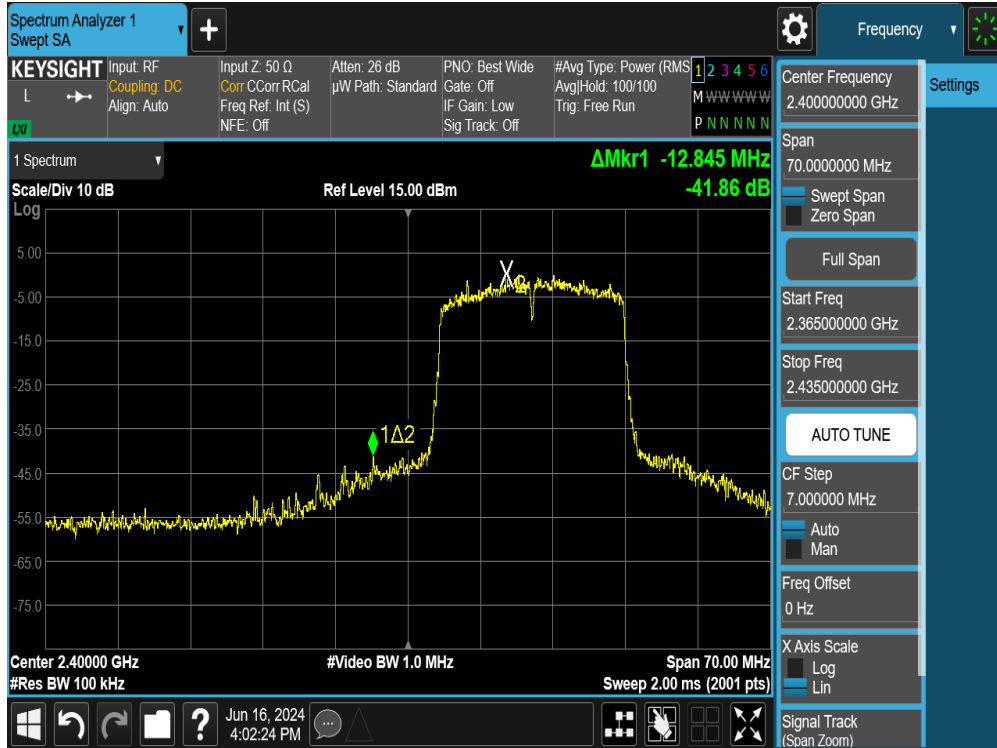 Spectrum Analyzer 1
Swept SA
+
Frequency
KEYSIGHT
L
LXI
Input: RF
Coupling: DC
Align: Auto
Input Z: 50 Ω
Corr CCorr RCal
Freq Ref: Int (S)
NFE: Off
Atten: 26 dB
µW Path: Standard
PNO: Best Wide
Gate: Off
IF Gain: Low
Sig Track: Off
#Avg Type: Power (RMS
Avg|Hold: 100/100
Trig: Free Run
1 2 3 4 5 6
M W W W W W
P N N N N N
1 Spectrum
ΔMkr1 -12.845 MHz
-41.86 dB
Scale/Div 10 dB
Ref Level 15.00 dBm
Log
5.00
-5.00
-15.0
-25.0
-35.0
-45.0
-55.0
-65.0
-75.0
X
2
1Δ2
Center 2.40000 GHz
#Video BW 1.0 MHz
Span 70.00 MHz
#Res BW 100 kHz
Sweep 2.00 ms (2001 pts)
Center Frequency
2.400000000 GHz
Settings
Span
70.0000000 MHz
Swept Span
Zero Span
Full Span
Start Freq
2.365000000 GHz
Stop Freq
2.435000000 GHz
AUTO TUNE
CF Step
7.000000 MHz
Auto
Man
Freq Offset
0 Hz
X Axis Scale
Log
Lin
Signal Track
(Span Zoom)
?
Jun 16, 2024
4:02:24 PM